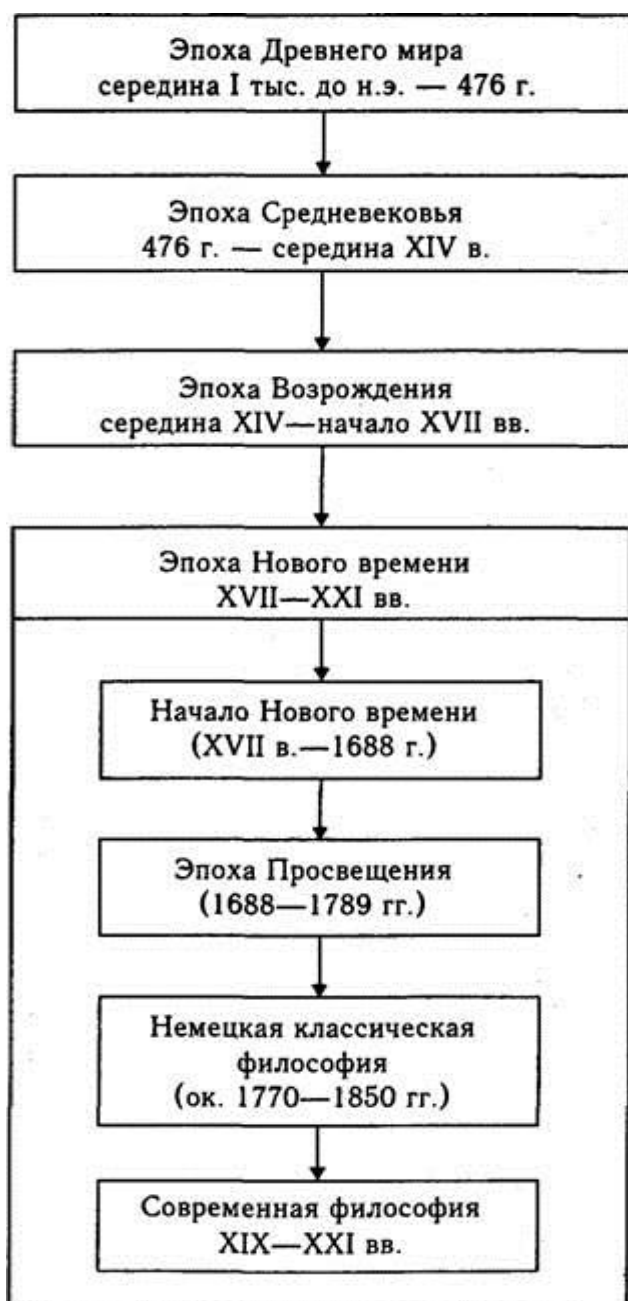 Эпоха Древнего мира
середина I тыс. до н.э. — 476 г.
Эпоха Средневековья
476 г. — середина XIV в.
Эпоха Возрождения
середина XIV—начало XVII вв.
Эпоха Нового времени
XVII—XXI вв.
Начало Нового времени
(XVII в.—1688 г.)
Эпоха Просвещения
(1688—1789 гг.)
Немецкая классическая
философия
(ок. 1770—1850 гг.)
Современная философия
XIX—XXI вв.